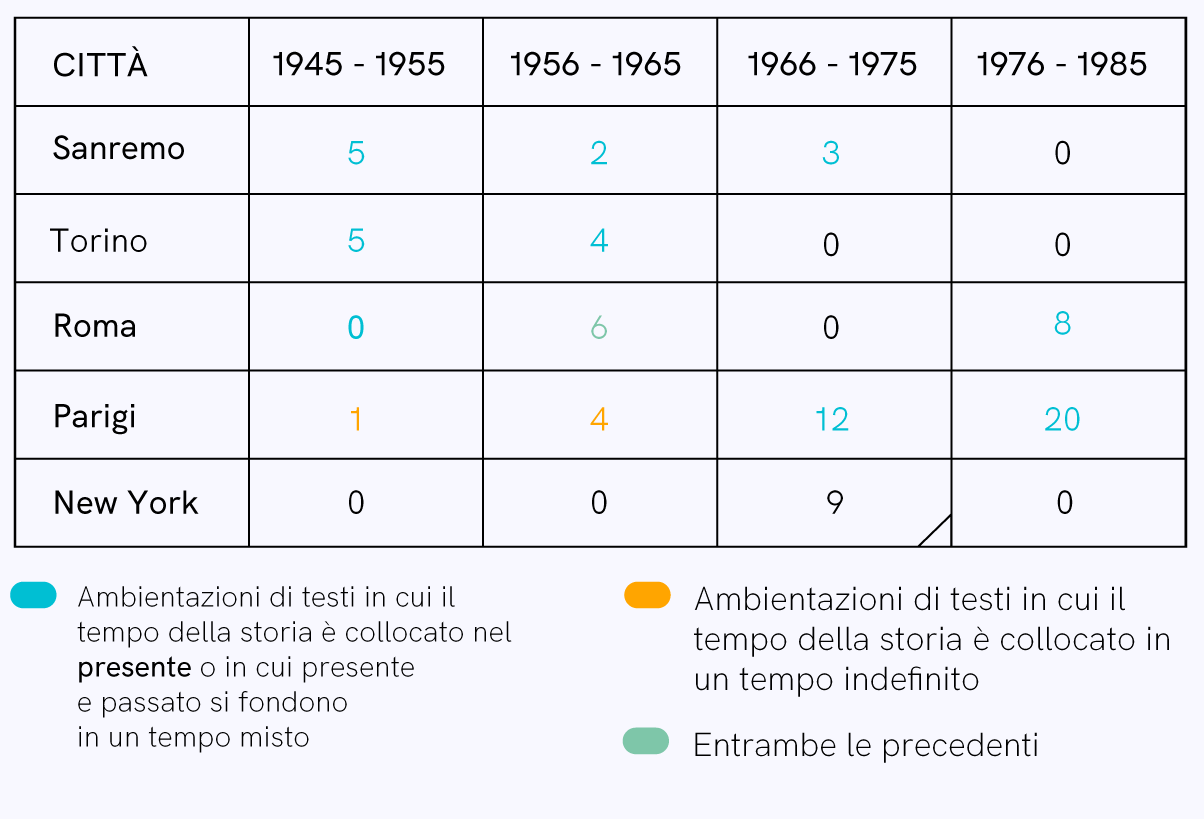 CITTÀ 1945 - 1955 1956 - 1965 1966 - 1975 1976 - 1985
Sanremo 5 2 3 0
Torino 5 4 0 0
Roma 0 6 0 8
Parigi 1 4 12 20
New York 0 0 9 0
Ambientazioni di testi in cui il
tempo della storia è collocato nel
presente o in cui presente
e passato si fondono
in un tempo misto
Ambientazioni di testi in cui il
tempo della storia è collocato in
un tempo indefinito
Entrambe le precedenti